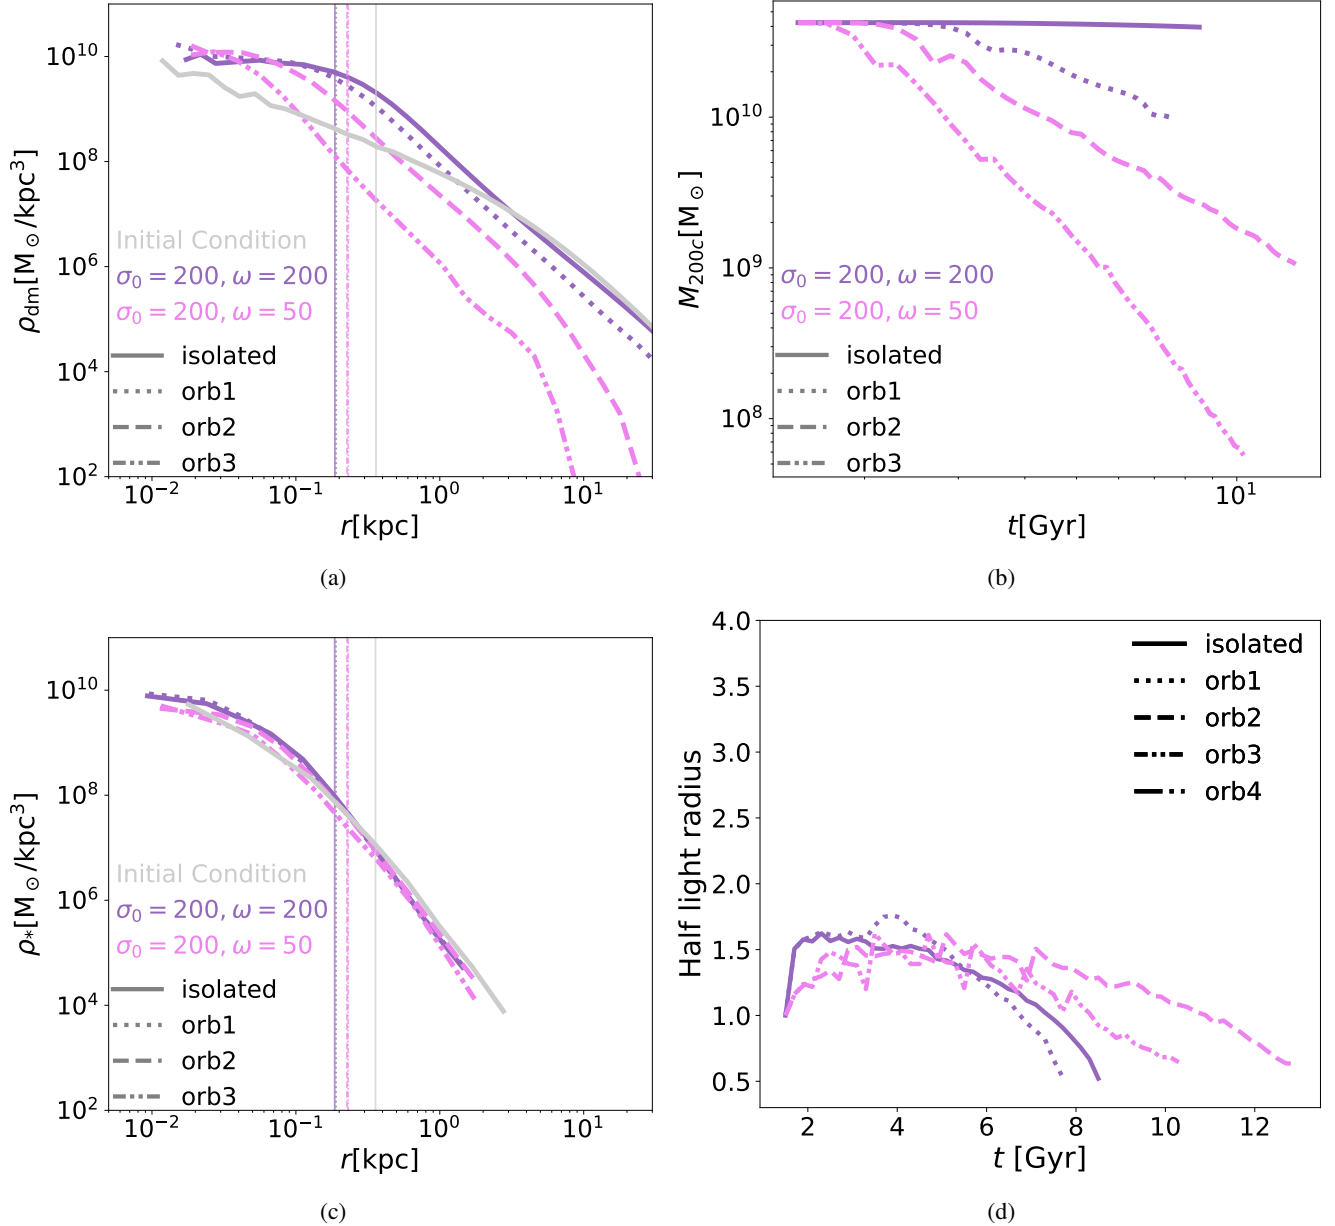 10^10
10^8
10^6
10^4
10^2
ρ_dm[M_⊙/kpc^3]
Initial Condition
σ_0 = 200, ω = 200
σ_0 = 200, ω = 50
isolated
orb1
orb2
orb3
10^−2
10^−1
10^0
10^1
r[kpc]
(a)
10^10
10^9
10^8
M_200c[M_⊙]
σ_0 = 200, ω = 200
σ_0 = 200, ω = 50
isolated
orb1
orb2
orb3
10^1
t[Gyr]
(b)
10^10
10^8
10^6
10^4
10^2
ρ_*[M_⊙/kpc^3]
Initial Condition
σ_0 = 200, ω = 200
σ_0 = 200, ω = 50
isolated
orb1
orb2
orb3
10^−2
10^−1
10^0
10^1
r[kpc]
(c)
4.0
3.5
3.0
2.5
2.0
1.5
1.0
0.5
Half light radius
isolated
orb1
orb2
orb3
orb4
2
4
6
8
10
12
t [Gyr]
(d)